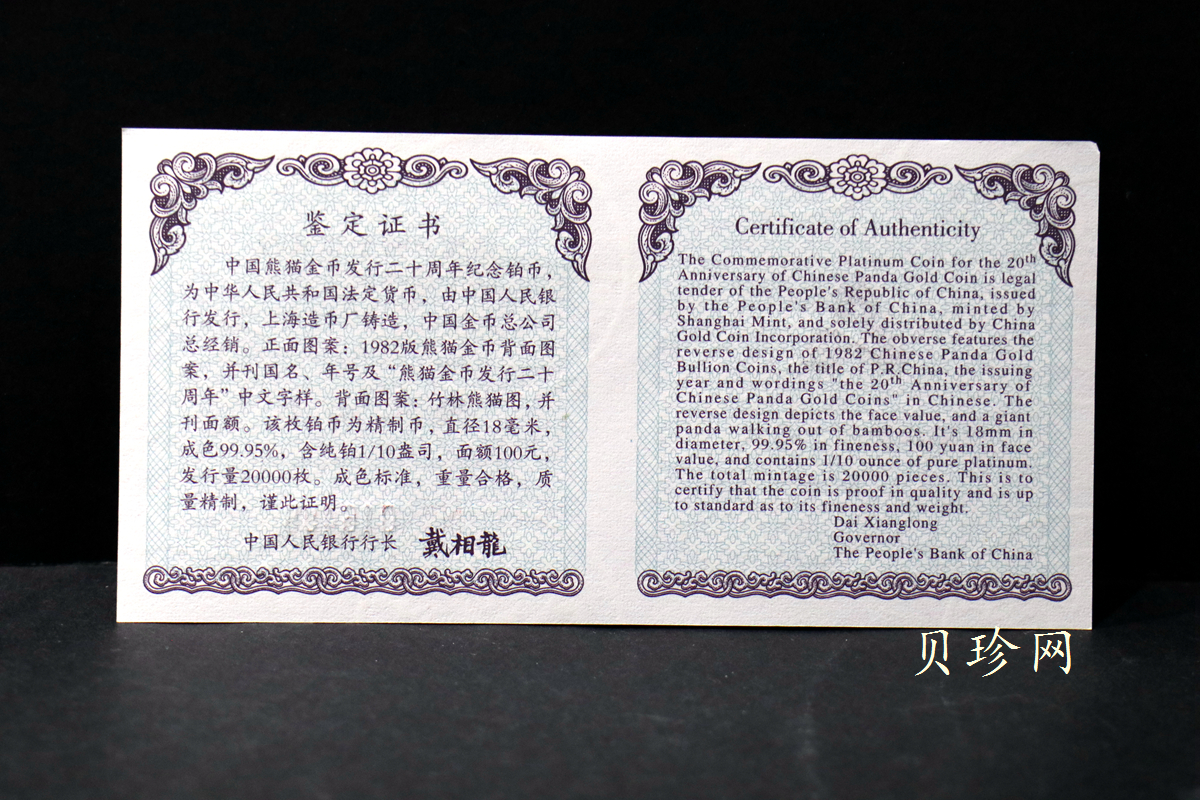 鉴定证书
中国熊猫金币发行二十周年纪念铂币，
为中华人民共和国法定货币，由中国人民银
行发行，上海造币厂铸造，中国金币总公司
总经销。正面图案：1982版熊猫金币背面图
案，并刊国名、年号及“熊猫金币发行二十
周年”中文字样。背面图案：竹林熊猫图，并
刊面额。该枚铂币为精制币，直径18毫米，
成色99.95%，含纯铂1/10盎司，面额100元，
发行量20000枚。成色标准，重量合格，质
量精制，谨此证明。
中国人民银行行长 戴相龍
Certificate of Authenticity
The Commemorative Platinum Coin for the 20th
Anniversary of Chinese Panda Gold Coin is legal
tender of the People's Republic of China, issued
by the People's Bank of China, minted by
Shanghai Mint, and solely distributed by China
Gold Coin Incorporation. The obverse features the
reverse design of 1982 Chinese Panda Gold
Bullion Coins, the title of P.R.China, the issuing
year and wordings "the 20th Anniversary of
Chinese Panda Gold Coins" in Chinese. The
reverse design depicts the face value, and a giant
panda walking out of bamboos. It's 18mm in
diameter, 99.95% in fineness, 100 yuan in face
value, and contains 1/10 ounce of pure platinum.
The total mintage is 20000 pieces. This is to
certify that the coin is proof in quality and is up
to standard as to its fineness and weight.
Dai Xianglong
Governor
The People's Bank of China
贝珍网